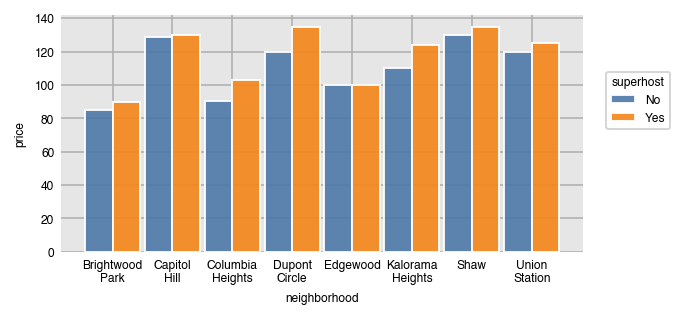 140
120
100
80
60
40
20
0
price
Brightwood Park
Capitol Hill
Columbia Heights
Dupont Circle
Edgewood
Kalorama Heights
Shaw
Union Station
neighborhood
superhost
No
Yes